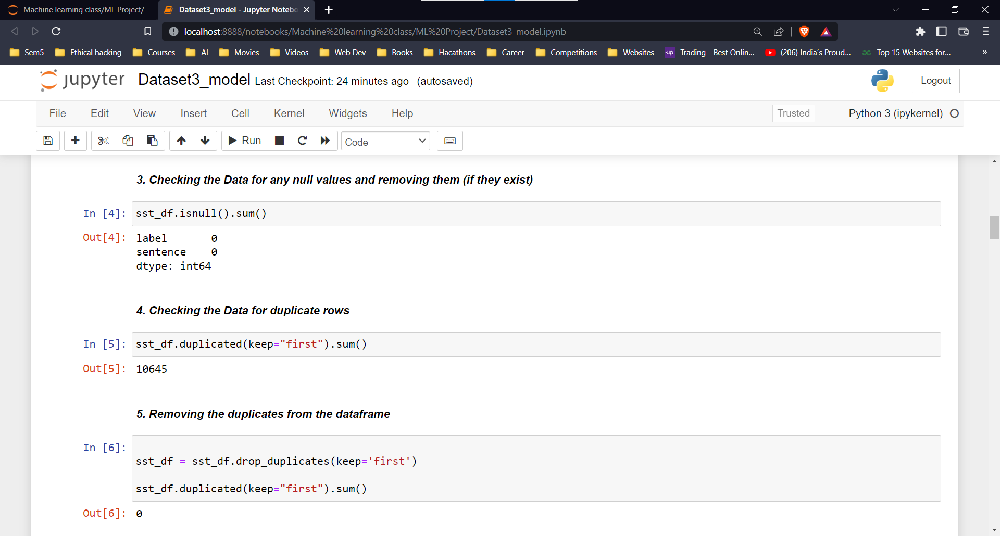 Machine learning class/ML Project/
Dataset3_model - Jupyter Notebo
localhost:8888/notebooks/Machine%20learning%20class/ML%20Project/Dataset3_model.ipynb
Sem5 Ethical hacking Courses AI Movies Videos Web Dev Books Hacathons Career Competitions Websites up Trading - Best Onlin... (206) India's Proud... Top 15 Websites for... »
jupyter Dataset3_model Last Checkpoint: 24 minutes ago (autosaved)
Logout
File Edit View Insert Cell Kernel Widgets Help
Trusted
Python 3 (ipykernel)
Run
Code
3. Checking the Data for any null values and removing them (if they exist)
In [4]: sst_df.isnull().sum()
Out[4]: label 0
sentence 0
dtype: int64
4. Checking the Data for duplicate rows
In [5]: sst_df.duplicated(keep="first").sum()
Out[5]: 10645
5. Removing the duplicates from the dataframe
In [6]:
sst_df = sst_df.drop_duplicates(keep='first')
sst_df.duplicated(keep="first").sum()
Out[6]: 0